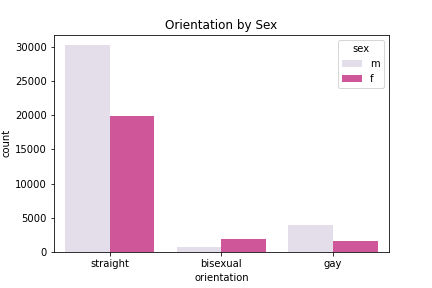 Orientation by Sex
sex
m
f
30000
25000
20000
15000
10000
5000
0
count
straight bisexual gay
orientation